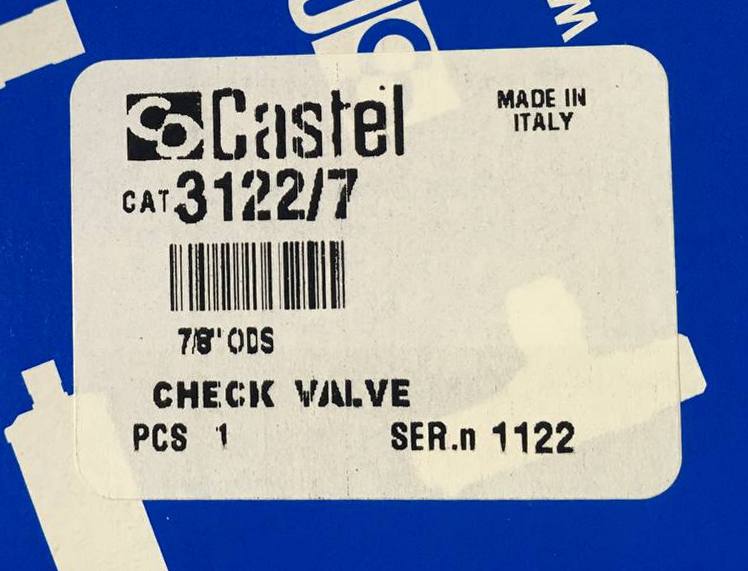 Castel
MADE IN
ITALY
CAT.3122/7
7/8" ODS
CHECK VALVE
PCS 1
SER.n 1122